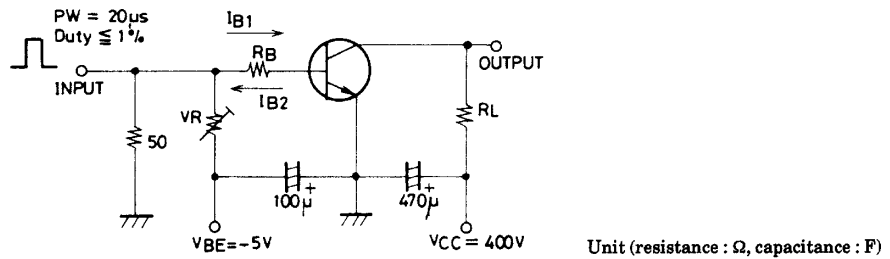 PW = 20μs
Duty ≦ 1%
IB1
RB
OUTPUT
INPUT
IB2
VR
RL
50
100μ
+
470μ
+
VBE=-5V
VCC = 400V
Unit (resistance : Ω, capacitance : F)